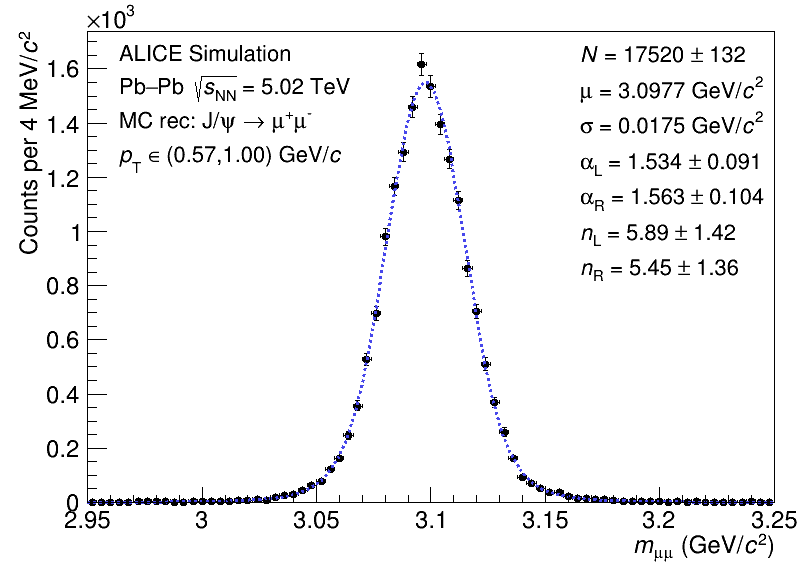 ×10³
ALICE Simulation
Pb–Pb √sNN = 5.02 TeV
MC rec: J/ψ → μ⁺μ⁻
pT ∈ (0.57,1.00) GeV/c
N = 17520 ± 132
μ = 3.0977 GeV/c²
σ = 0.0175 GeV/c²
αL = 1.534 ± 0.091
αR = 1.563 ± 0.104
nL = 5.89 ± 1.42
nR = 5.45 ± 1.36
Counts per 4 MeV/c²
1.6
1.4
1.2
1
0.8
0.6
0.4
0.2
0
2.95 3 3.05 3.1 3.15 3.2 3.25
mμμ (GeV/c²)